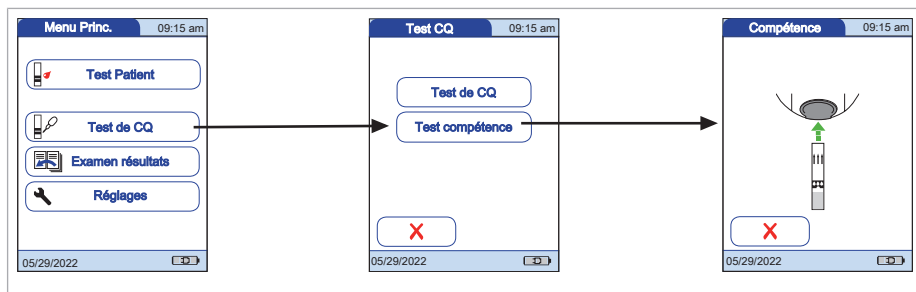 Menu Princ.
09:15 am
Test Patient
Test de CQ
Examen résultats
Réglages
05/29/2022
Test CQ
09:15 am
Test de CQ
Test compétence
05/29/2022
Compétence
09:15 am
05/29/2022